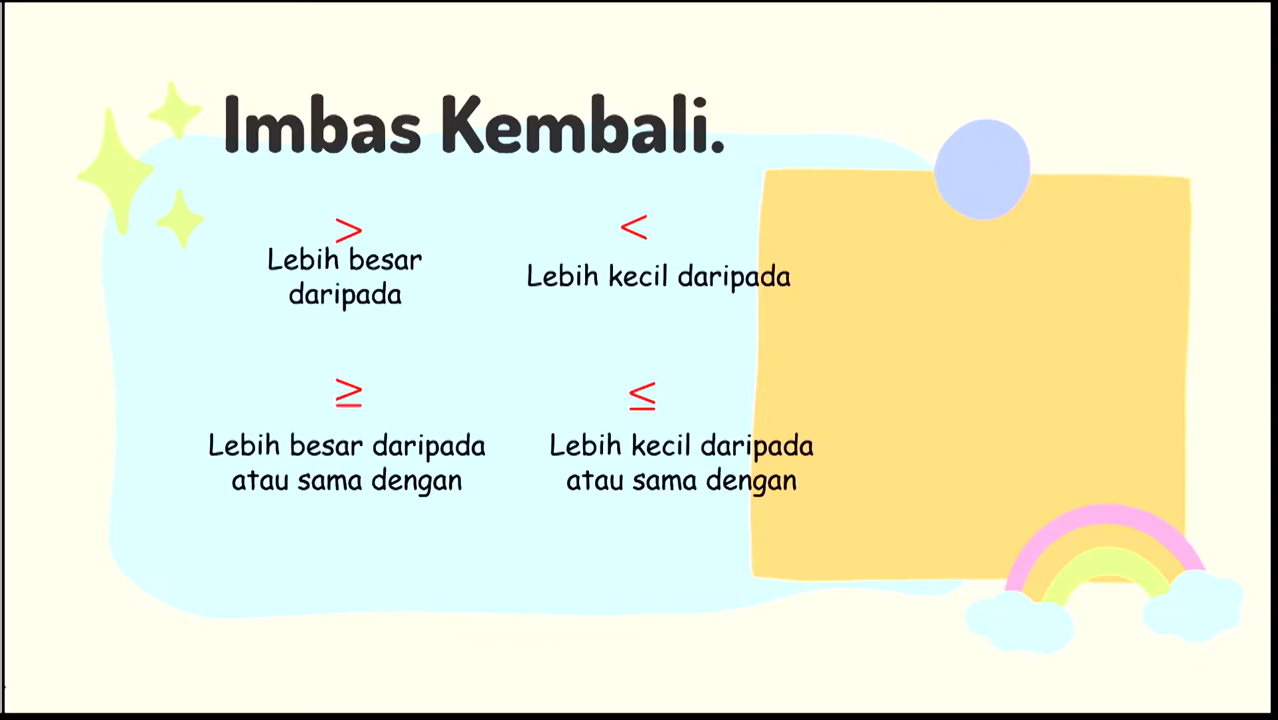 Imbas Kembali.
>
Lebih besar
daripada
<
Lebih kecil daripada
≥
Lebih besar daripada
atau sama dengan
≤
Lebih kecil daripada
atau sama dengan